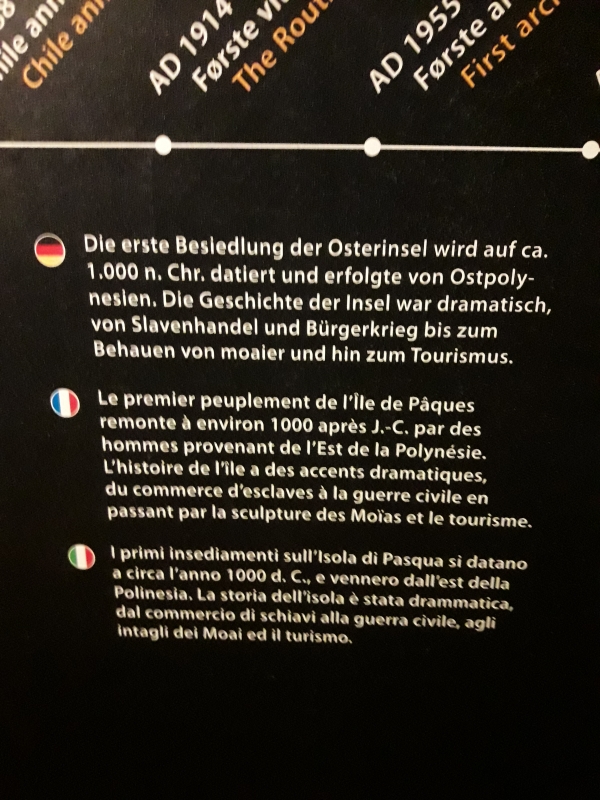 Chile ann
AD 1914
Første
The Rout
AD 1955
Første
First arc
Die erste Besiedlung der Osterinsel wird auf ca.
1.000 n. Chr. datiert und erfolgte von Ostpoly-
nesien. Die Geschichte der Insel war dramatisch,
von Slavenhandel und Bürgerkrieg bis zum
Behauen von moaier und hin zum Tourismus.
Le premier peuplement de l'Île de Pâques
remonte à environ 1000 après J.-C. par des
hommes provenant de l'Est de la Polynésie.
L'histoire de l'île a des accents dramatiques,
du commerce d'esclaves à la guerre civile en
passant par la sculpture des Moïas et le tourisme.
I primi insediamenti sull'Isola di Pasqua si datano
a circa l'anno 1000 d. C., e vennero dall'est della
Polinesia. La storia dell'isola è stata drammatica,
dal commercio di schiavi alla guerra civile, agli
intagli dei Moai ed il turismo.